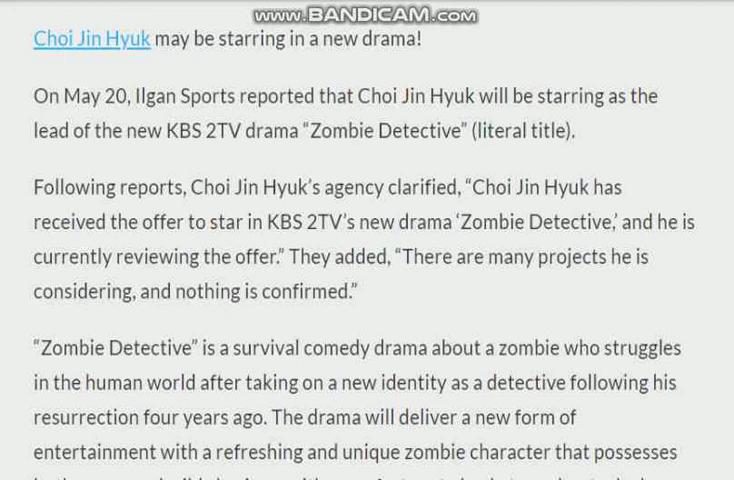 www.BANDICAM.com
Choi Jin Hyuk may be starring in a new drama!
On May 20, Ilgan Sports reported that Choi Jin Hyuk will be starring as the
lead of the new KBS 2TV drama “Zombie Detective” (literal title).
Following reports, Choi Jin Hyuk’s agency clarified, “Choi Jin Hyuk has
received the offer to star in KBS 2TV’s new drama ‘Zombie Detective,’ and he is
currently reviewing the offer.” They added, “There are many projects he is
considering, and nothing is confirmed.”
“Zombie Detective” is a survival comedy drama about a zombie who struggles
in the human world after taking on a new identity as a detective following his
resurrection four years ago. The drama will deliver a new form of
entertainment with a refreshing and unique zombie character that possesses